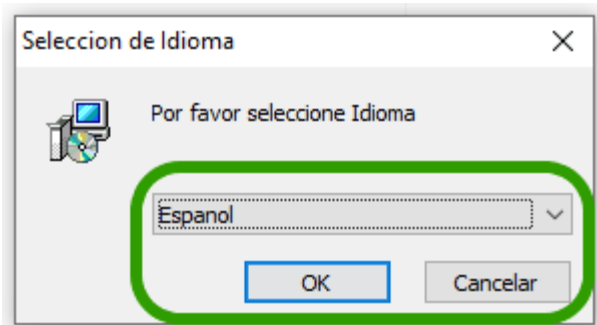 Seleccion de Idioma
Por favor seleccione Idioma
Espanol
OK Cancelar